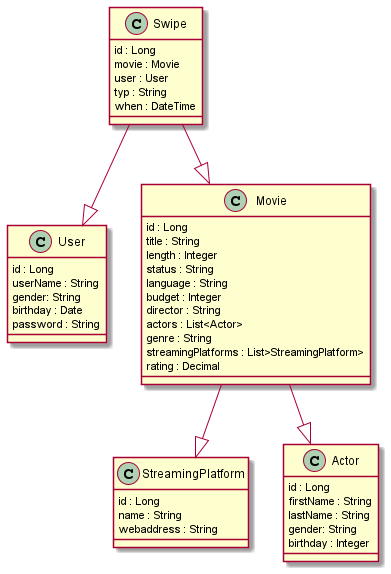 C Swipe
id : Long
movie : Movie
user : User
typ : String
when : DateTime
C User
id : Long
userName : String
gender: String
birthday : Date
password : String
C Movie
id : Long
title : String
length : Integer
status : String
language : String
budget : Integer
director : String
actors : List<Actor>
genre : String
streamingPlatforms : List>StreamingPlatform>
rating : Decimal
C StreamingPlatform
id : Long
name : String
webaddress : String
C Actor
id : Long
firstName : String
lastName : String
gender: String
birthday : Integer